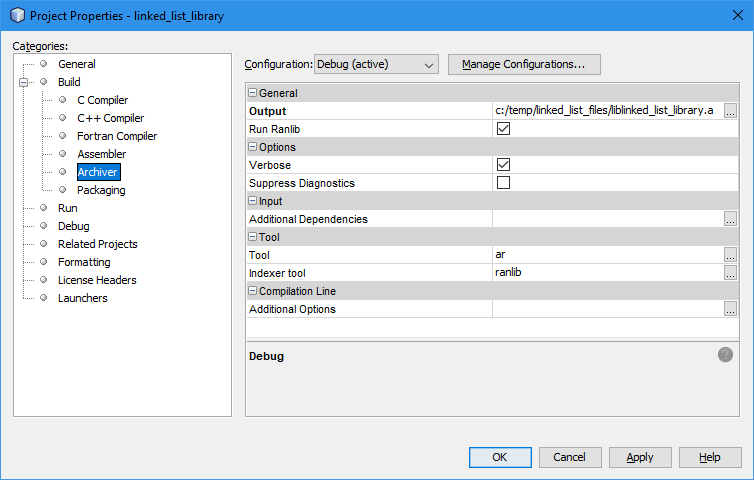 Project Properties - linked_list_library
Categories:
General
Build
C Compiler
C++ Compiler
Fortran Compiler
Assembler
Archiver
Packaging
Run
Debug
Related Projects
Formatting
License Headers
Launchers
Configuration: Debug (active) Manage Configurations...
General
Output c:/temp/linked_list_files/liblinked_list_library.a ...
Run Ranlib
Options
Verbose
Suppress Diagnostics
Input
Additional Dependencies ...
Tool
Tool ar ...
Indexer tool ranlib ...
Compilation Line
Additional Options ...
Debug ?
OK Cancel Apply Help